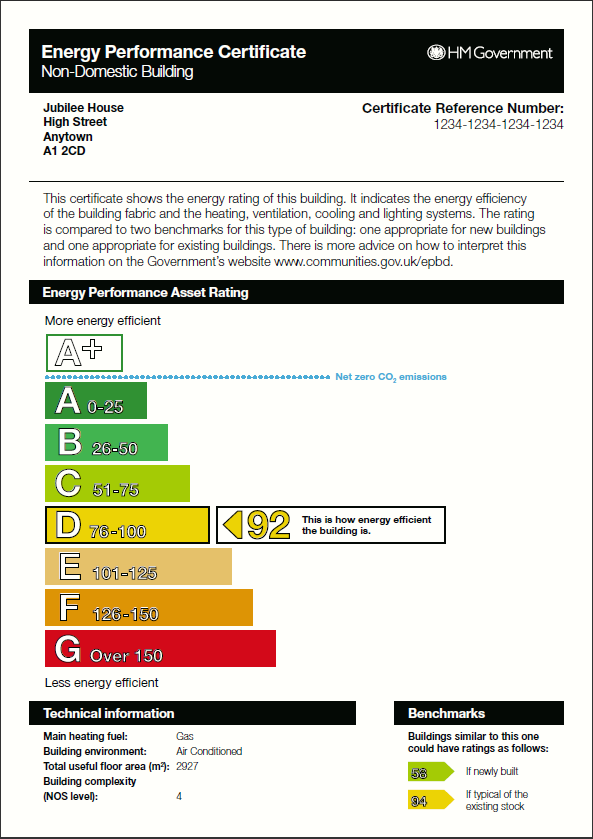 Energy Performance Certificate
Non-Domestic Building
HM Government
Jubilee House
High Street
Anytown
A1 2CD
Certificate Reference Number:
1234-1234-1234-1234
This certificate shows the energy rating of this building. It indicates the energy efficiency
of the building fabric and the heating, ventilation, cooling and lighting systems. The rating
is compared to two benchmarks for this type of building: one appropriate for new buildings
and one appropriate for existing buildings. There is more advice on how to interpret this
information on the Government's website www.communities.gov.uk/epbd.
Energy Performance Asset Rating
More energy efficient
A+
Net zero CO2 emissions
A 0-25
B 26-50
C 51-75
D 76-100
92
This is how energy efficient
the building is.
E 101-125
F 126-150
G Over 150
Less energy efficient
Technical information
Main heating fuel: Gas
Building environment: Air Conditioned
Total useful floor area (m²): 2927
Building complexity
(NOS level): 4
Benchmarks
Buildings similar to this one
could have ratings as follows:
If newly built
94 If typical of the
existing stock